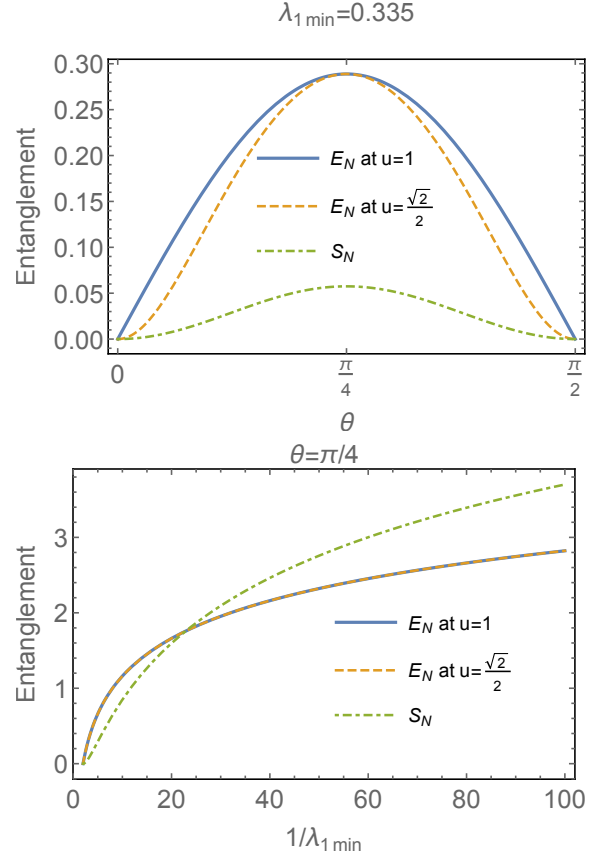 λ1 min=0.335
0.30
0.25
0.20
0.15
0.10
0.05
0.00
Entanglement
EN at u=1
EN at u=√2/2
SN
0
π/4
π/2
θ
θ=π/4
3
2
1
0
Entanglement
EN at u=1
EN at u=√2/2
SN
0 20 40 60 80 100
1/λ1 min